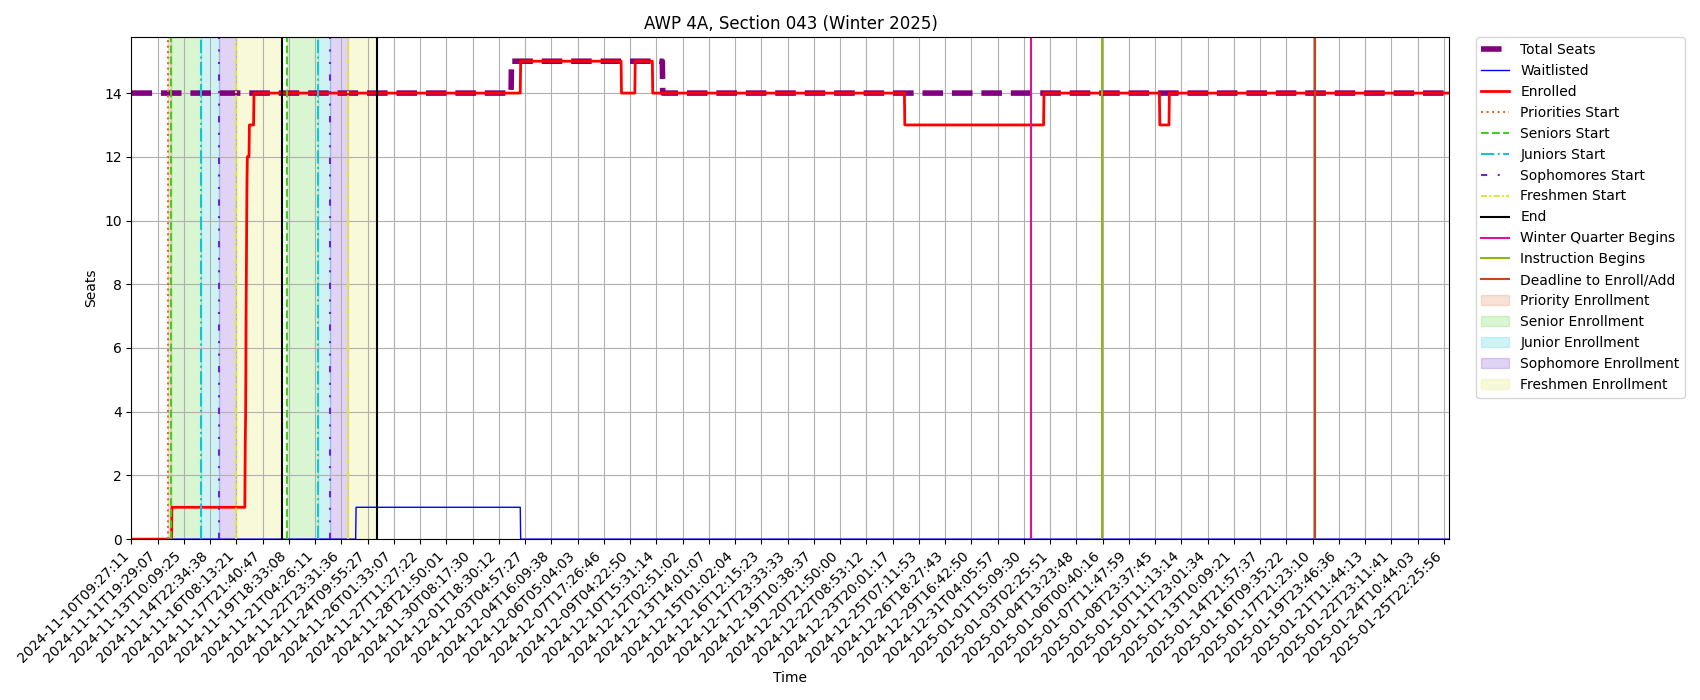 AWP 4A, Section 043 (Winter 2025)
Seats
14
12
10
8
6
4
2
0
2024-11-10T09:27:11
2024-11-11T19:29:07
2024-11-13T10:09:25
2024-11-14T22:34:38
2024-11-16T08:13:21
2024-11-17T21:40:47
2024-11-19T18:33:08
2024-11-21T04:26:11
2024-11-22T22:31:36
2024-11-24T09:55:27
2024-11-26T01:33:07
2024-11-27T11:27:22
2024-11-28T21:50:01
2024-11-30T08:17:30
2024-12-01T18:30:12
2024-12-03T04:57:27
2024-12-04T16:09:38
2024-12-06T05:04:03
2024-12-07T17:26:46
2024-12-09T04:22:50
2024-12-10T15:31:14
2024-12-12T02:51:02
2024-12-13T14:01:07
2024-12-15T01:02:04
2024-12-16T12:15:23
2024-12-17T23:33:33
2024-12-19T10:38:37
2024-12-20T21:50:00
2024-12-22T08:53:12
2024-12-23T20:01:17
2024-12-25T07:11:53
2024-12-26T18:27:43
2024-12-29T16:42:50
2024-12-31T04:05:57
2025-01-01T15:09:30
2025-01-03T02:25:51
2025-01-04T13:23:48
2025-01-06T00:40:16
2025-01-07T11:47:59
2025-01-08T23:37:45
2025-01-10T11:13:14
2025-01-11T23:01:34
2025-01-13T10:09:21
2025-01-14T21:57:37
2025-01-16T09:35:22
2025-01-17T21:23:10
2025-01-19T23:46:36
2025-01-21T11:44:13
2025-01-22T23:11:41
2025-01-24T10:44:03
2025-01-25T22:25:56
Time
Total Seats
Waitlisted
Enrolled
Priorities Start
Seniors Start
Juniors Start
Sophomores Start
Freshmen Start
End
Winter Quarter Begins
Instruction Begins
Deadline to Enroll/Add
Priority Enrollment
Senior Enrollment
Junior Enrollment
Sophomore Enrollment
Freshmen Enrollment